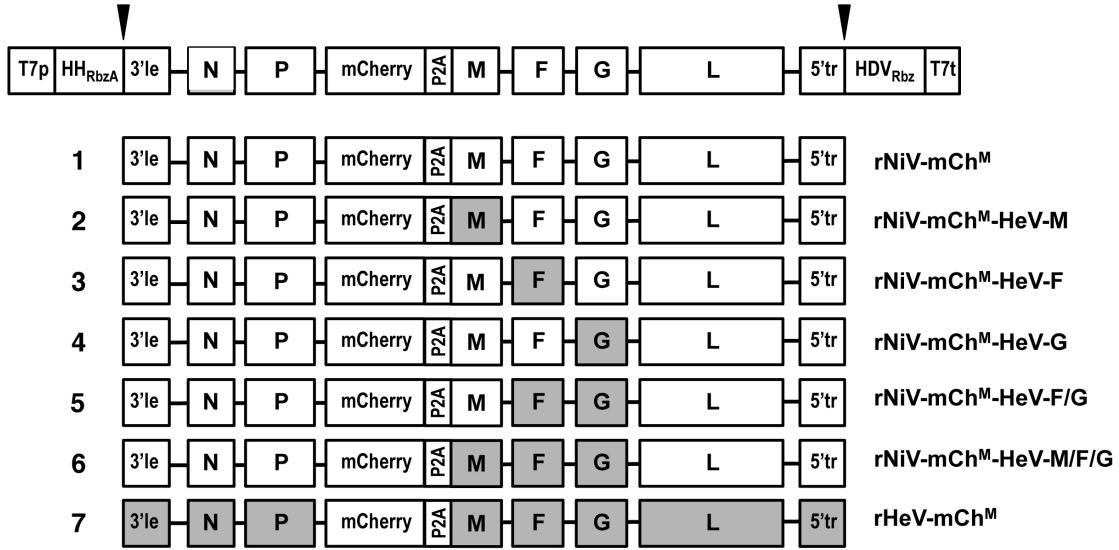 T7p HH_RbzA 3'le N P mCherry P2A M F G L 5'tr HDV_Rbz T7t
1 3'le N P mCherry P2A M F G L 5'tr rNiV-mChᴹ
2 3'le N P mCherry P2A M F G L 5'tr rNiV-mChᴹ-HeV-M
3 3'le N P mCherry P2A M F G L 5'tr rNiV-mChᴹ-HeV-F
4 3'le N P mCherry P2A M F G L 5'tr rNiV-mChᴹ-HeV-G
5 3'le N P mCherry P2A M F G L 5'tr rNiV-mChᴹ-HeV-F/G
6 3'le N P mCherry P2A M F G L 5'tr rNiV-mChᴹ-HeV-M/F/G
7 3'le N P mCherry P2A M F G L 5'tr rHeV-mChᴹ